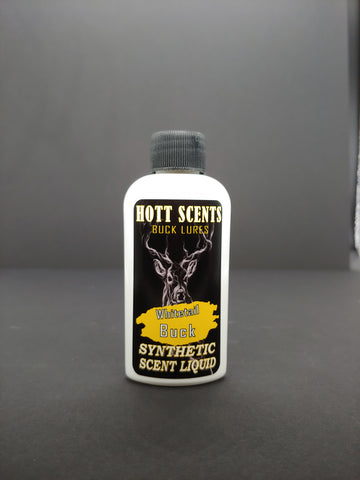 HOTT SCENTS
BUCK LURES
Whitetail
Buck
SYNTHETIC
SCENT LIQUID